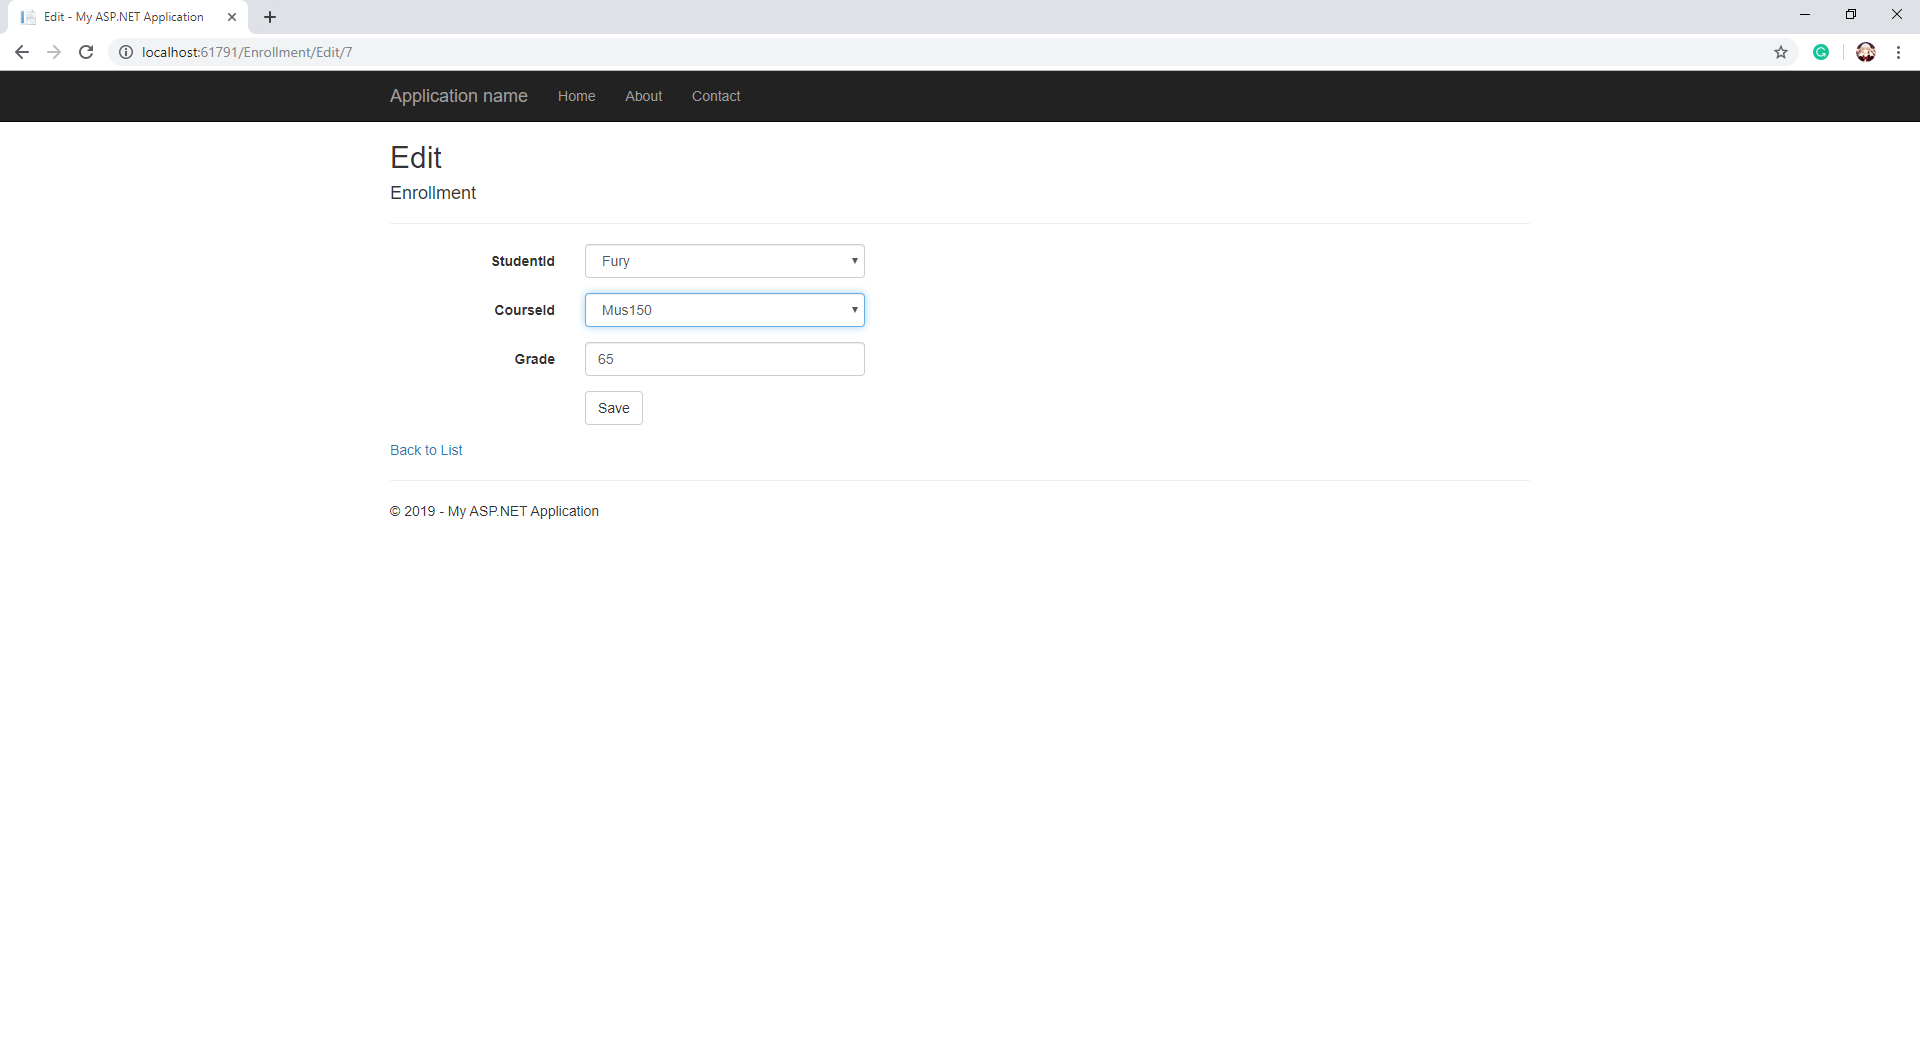 Edit - My ASP.NET Application
localhost:61791/Enrollment/Edit/7
Application name Home About Contact
Edit
Enrollment
StudentId Fury
CourseId Mus150
Grade 65
Save
Back to List
© 2019 - My ASP.NET Application